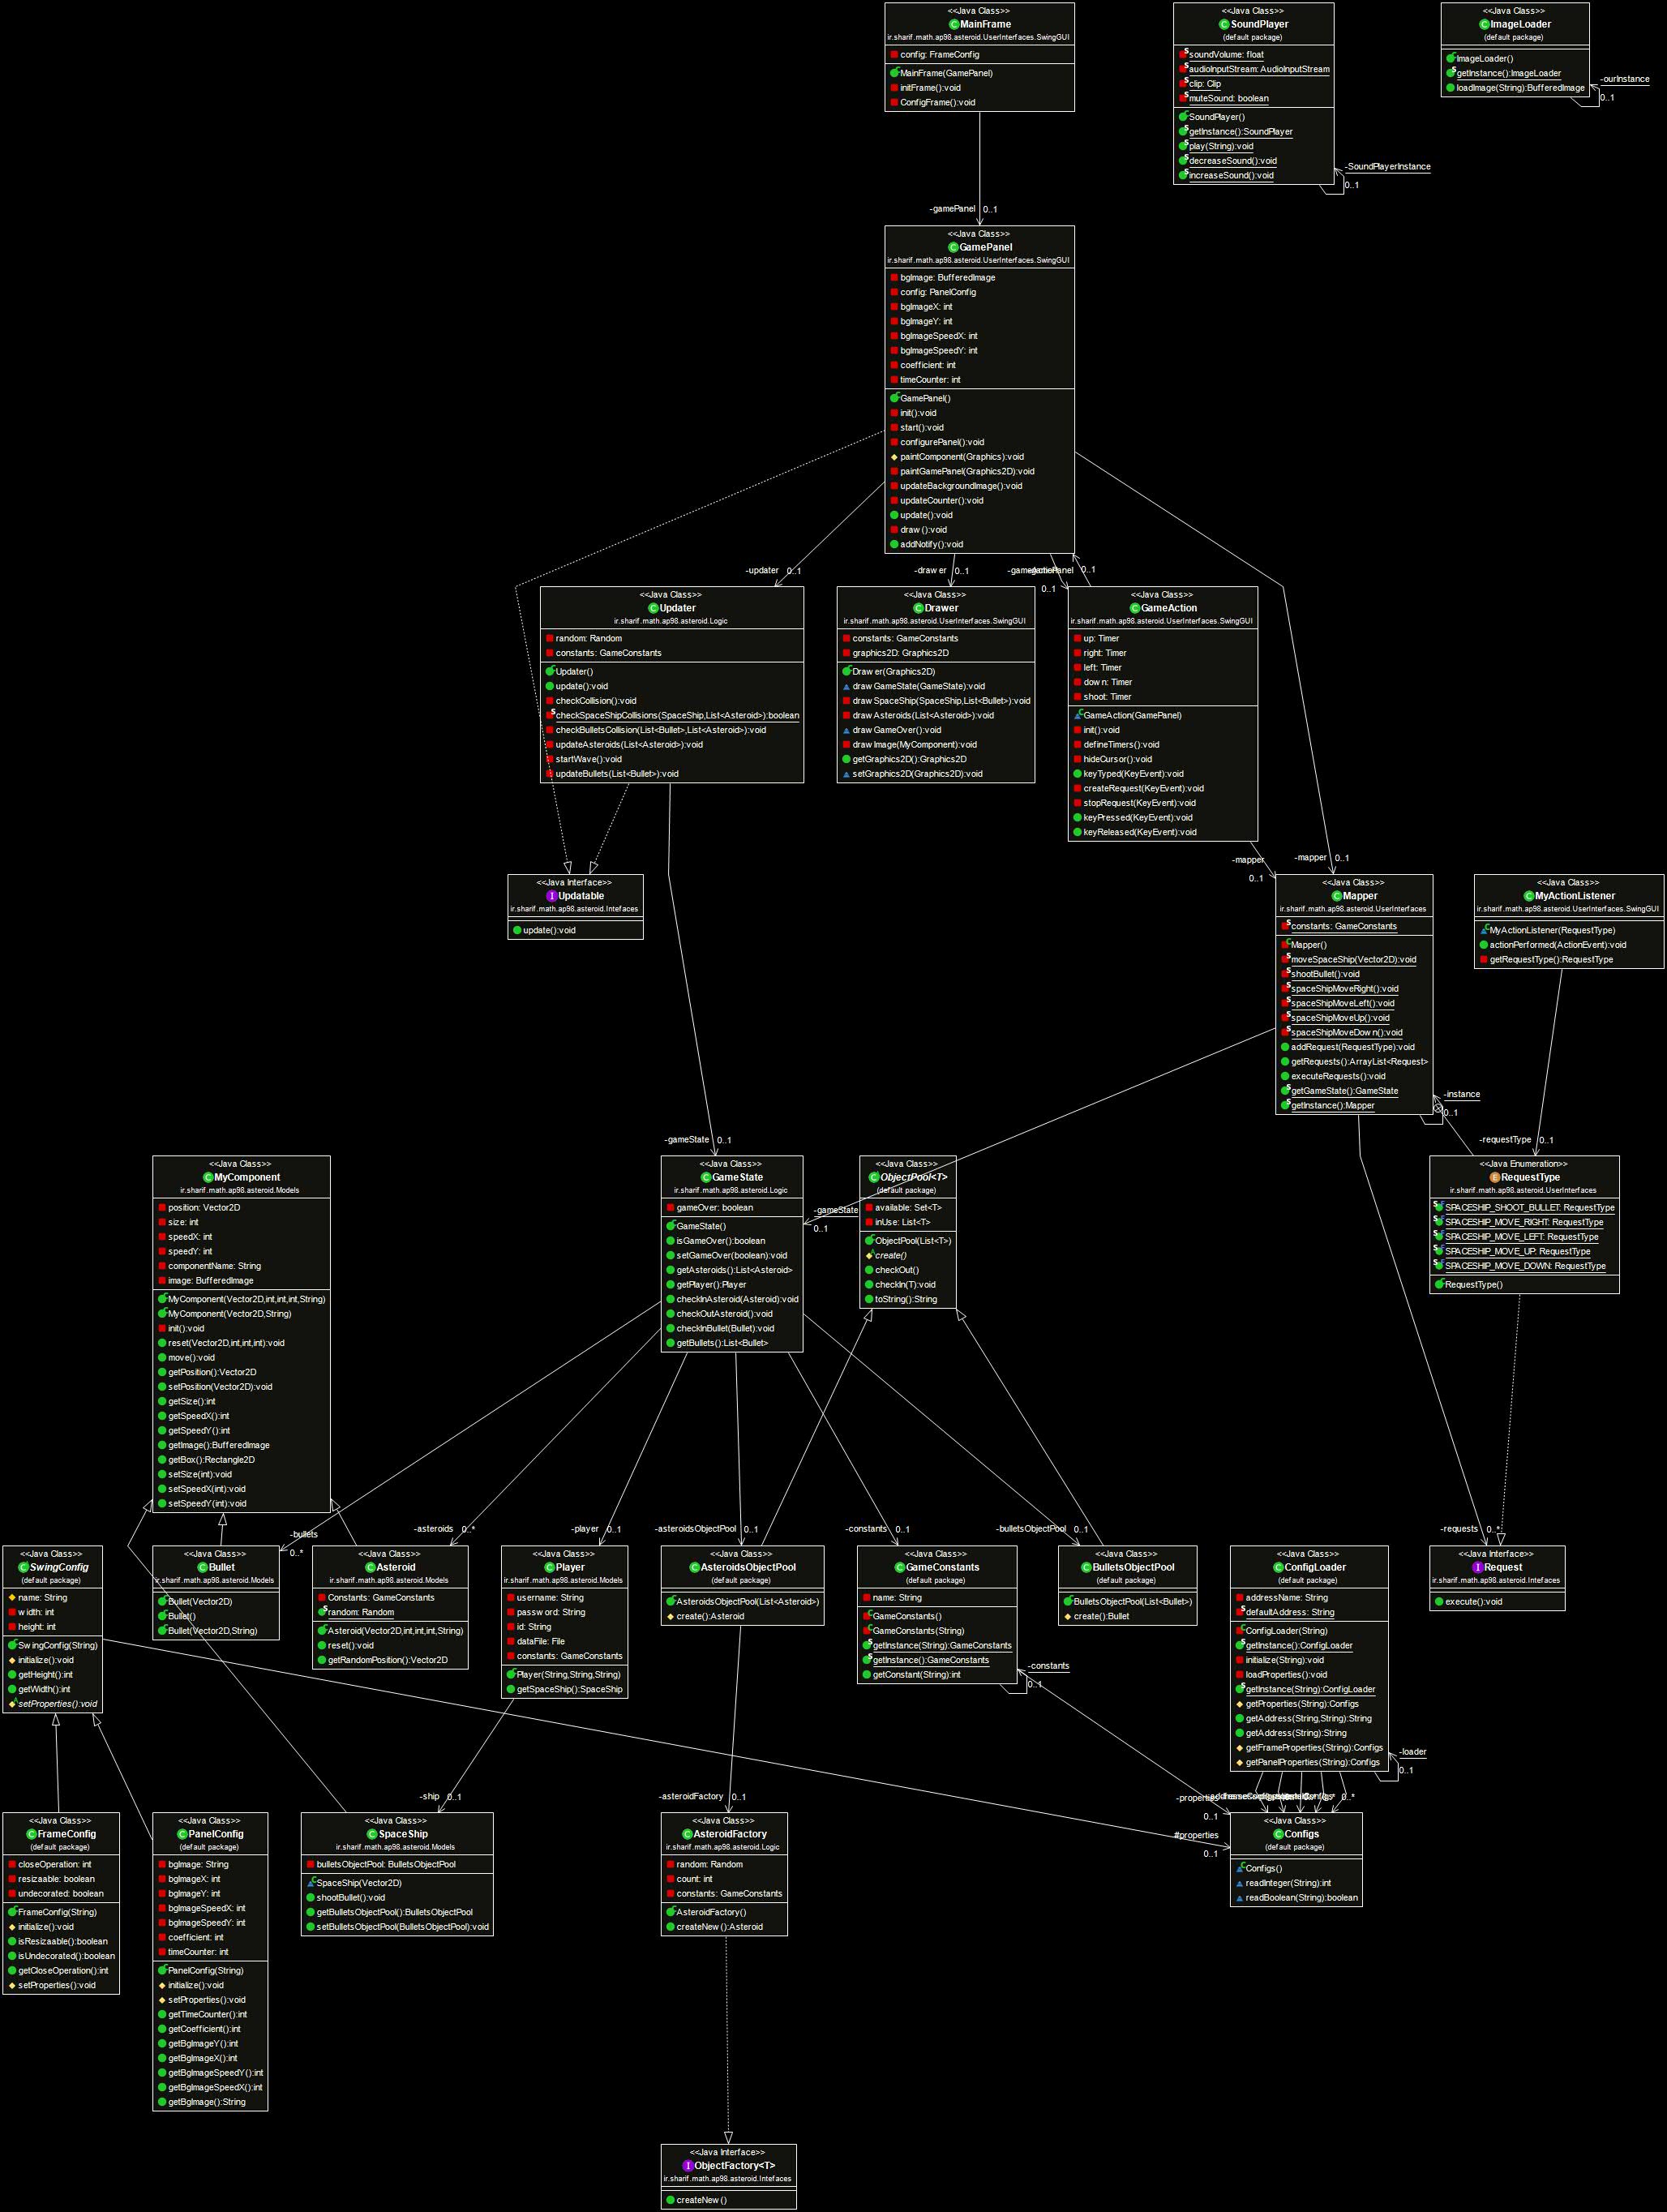 <<Java Class>>
MainFrame
ir.sharif.math.ap98.asteroid.UserInterfaces.SwingGUI
config: FrameConfig
MainFrame(GamePanel)
initFrame():void
ConfigFrame():void
<<Java Class>>
SoundPlayer
(default package)
soundVolume: float
audioInputStream: AudioInputStream
clip: Clip
muteSound: boolean
SoundPlayer()
getInstance():SoundPlayer
play(String):void
decreaseSound():void
increaseSound():void
-SoundPlayerInstance
0..1
<<Java Class>>
ImageLoader
(default package)
ImageLoader()
getInstance():ImageLoader
loadImage(String):BufferedImage
-ourInstance
0..1
-gamePanel
0..1
<<Java Class>>
GamePanel
ir.sharif.math.ap98.asteroid.UserInterfaces.SwingGUI
bgImage: BufferedImage
config: PanelConfig
bgImageX: int
bgImageY: int
bgImageSpeedX: int
bgImageSpeedY: int
coefficient: int
timeCounter: int
GamePanel()
init():void
start():void
configurePanel():void
paintComponent(Graphics):void
paintGamePanel(Graphics2D):void
updateBackgroundImage():void
updateCounter():void
update():void
draw():void
addNotify():void
-updater
0..1
-drawer
0..1
0..1
0..1
<<Java Class>>
Updater
ir.sharif.math.ap98.asteroid.Logic
random: Random
constants: GameConstants
Updater()
update():void
checkCollision():void
checkSpaceShipCollisions(SpaceShip,List<Asteroid>):boolean
checkBulletsCollision(List<Bullet>,List<Asteroid>):void
updateAsteroids(List<Asteroid>):void
startWave():void
updateBullets(List<Bullet>):void
<<Java Class>>
Drawer
ir.sharif.math.ap98.asteroid.UserInterfaces.SwingGUI
constants: GameConstants
graphics2D: Graphics2D
Drawer(Graphics2D)
drawGameState(GameState):void
drawSpaceShip(SpaceShip,List<Bullet>):void
drawAsteroids(List<Asteroid>):void
drawGameOver():void
drawImage(MyComponent):void
getGraphics2D():Graphics2D
setGraphics2D(Graphics2D):void
<<Java Class>>
GameAction
ir.sharif.math.ap98.asteroid.UserInterfaces.SwingGUI
up: Timer
right: Timer
left: Timer
down: Timer
shoot: Timer
GameAction(GamePanel)
init():void
defineTimers():void
hideCursor():void
keyTyped(KeyEvent):void
createRequest(KeyEvent):void
stopRequest(KeyEvent):void
keyPressed(KeyEvent):void
keyReleased(KeyEvent):void
-mapper
0..1
-mapper
0..1
<<Java Interface>>
Updatable
ir.sharif.math.ap98.asteroid.Intefaces
update():void
<<Java Class>>
Mapper
ir.sharif.math.ap98.asteroid.UserInterfaces
constants: GameConstants
Mapper()
moveSpaceShip(Vector2D):void
shootBullet():void
spaceShipMoveRight():void
spaceShipMoveLeft():void
spaceShipMoveUp():void
spaceShipMoveDown():void
addRequest(RequestType):void
getRequests():ArrayList<Request>
executeRequests():void
getGameState():GameState
getInstance():Mapper
-instance
0..1
<<Java Class>>
MyActionListener
ir.sharif.math.ap98.asteroid.UserInterfaces.SwingGUI
MyActionListener(RequestType)
actionPerformed(ActionEvent):void
getRequestType():RequestType
-requestType
0..1
-gameState
0..1
<<Java Class>>
MyComponent
ir.sharif.math.ap98.asteroid.Models
position: Vector2D
size: int
speedX: int
speedY: int
componentName: String
image: BufferedImage
MyComponent(Vector2D,int,int,int,String)
MyComponent(Vector2D,String)
init():void
reset(Vector2D,int,int,int):void
move():void
getPosition():Vector2D
setPosition(Vector2D):void
getSize():int
getSpeedX():int
getSpeedY():int
getImage():BufferedImage
getBox():Rectangle2D
setSize(int):void
setSpeedX(int):void
setSpeedY(int):void
<<Java Class>>
GameState
ir.sharif.math.ap98.asteroid.Logic
gameOver: boolean
GameState()
isGameOver():boolean
setGameOver(boolean):void
getAsteroids():List<Asteroid>
getPlayer():Player
checkInAsteroid(Asteroid):void
checkOutAsteroid():void
checkInBullet(Bullet):void
getBullets():List<Bullet>
-gameState
0..1
<<Java Class>>
ObjectPool<T>
(default package)
available: Set<T>
inUse: List<T>
ObjectPool(List<T>)
create()
checkOut()
checkIn(T):void
toString():String
<<Java Enumeration>>
RequestType
ir.sharif.math.ap98.asteroid.UserInterfaces
SPACESHIP_SHOOT_BULLET: RequestType
SPACESHIP_MOVE_RIGHT: RequestType
SPACESHIP_MOVE_LEFT: RequestType
SPACESHIP_MOVE_UP: RequestType
SPACESHIP_MOVE_DOWN: RequestType
RequestType()
-bullets
0..*
-asteroids
0..*
-player
0..1
-asteroidsObjectPool
0..1
-constants
0..1
-bulletsObjectPool
0..1
-requests
0..*
<<Java Class>>
SwingConfig
(default package)
name: String
width: int
height: int
SwingConfig(String)
initialize():void
getHeight():int
getWidth():int
setProperties():void
<<Java Class>>
Bullet
ir.sharif.math.ap98.asteroid.Models
Bullet(Vector2D)
Bullet()
Bullet(Vector2D,String)
<<Java Class>>
Asteroid
ir.sharif.math.ap98.asteroid.Models
Constants: GameConstants
random: Random
Asteroid(Vector2D,int,int,int,String)
reset():void
getRandomPosition():Vector2D
<<Java Class>>
Player
ir.sharif.math.ap98.asteroid.Models
username: String
password: String
id: String
dataFile: File
constants: GameConstants
Player(String,String,String)
getSpaceShip():SpaceShip
<<Java Class>>
AsteroidsObjectPool
(default package)
AsteroidsObjectPool(List<Asteroid>)
create():Asteroid
<<Java Class>>
GameConstants
(default package)
name: String
GameConstants()
GameConstants(String)
getInstance(String):GameConstants
getInstance():GameConstants
getConstant(String):int
-constants
0..1
<<Java Class>>
BulletsObjectPool
(default package)
BulletsObjectPool(List<Bullet>)
create():Bullet
<<Java Class>>
ConfigLoader
(default package)
addressName: String
defaultAddress: String
ConfigLoader(String)
getInstance():ConfigLoader
initialize(String):void
loadProperties():void
getInstance(String):ConfigLoader
getProperties(String):Configs
getAddress(String,String):String
getAddress(String):String
getFrameProperties(String):Configs
getPanelProperties(String):Configs
-loader
0..1
<<Java Interface>>
Request
ir.sharif.math.ap98.asteroid.Intefaces
execute():void
-ship
0..1
-asteroidFactory
0..1
-properties
0..1
0..*
#properties
0..1
<<Java Class>>
FrameConfig
(default package)
closeOperation: int
resizaable: boolean
undecorated: boolean
FrameConfig(String)
initialize():void
isResizaable():boolean
isUndecorated():boolean
getCloseOperation():int
setProperties():void
<<Java Class>>
PanelConfig
(default package)
bgImage: String
bgImageX: int
bgImageY: int
bgImageSpeedX: int
bgImageSpeedY: int
coefficient: int
timeCounter: int
PanelConfig(String)
initialize():void
setProperties():void
getTimeCounter():int
getCoefficient():int
getBgImageY():int
getBgImageX():int
getBgImageSpeedY():int
getBgImageSpeedX():int
getBgImage():String
<<Java Class>>
SpaceShip
ir.sharif.math.ap98.asteroid.Models
bulletsObjectPool: BulletsObjectPool
SpaceShip(Vector2D)
shootBullet():void
getBulletsObjectPool():BulletsObjectPool
setBulletsObjectPool(BulletsObjectPool):void
<<Java Class>>
AsteroidFactory
ir.sharif.math.ap98.asteroid.Logic
random: Random
count: int
constants: GameConstants
AsteroidFactory()
createNew():Asteroid
<<Java Class>>
Configs
(default package)
Configs()
readInteger(String):int
readBoolean(String):boolean
<<Java Interface>>
ObjectFactory<T>
ir.sharif.math.ap98.asteroid.Intefaces
createNew()